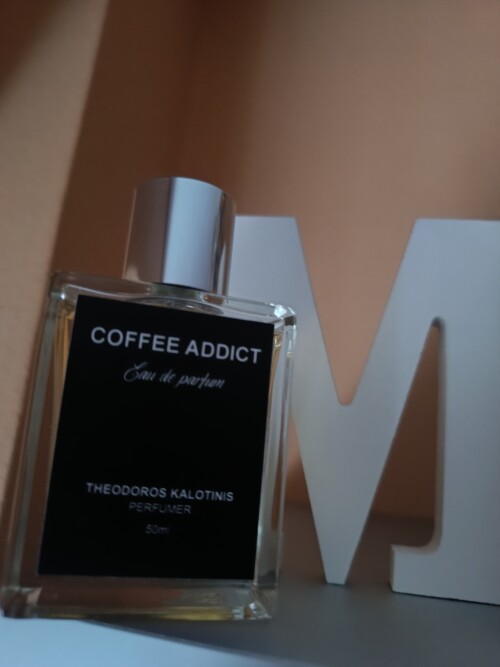 COFFEE ADDICT
Eau de parfum
THEODOROS KALOTINIS
PERFUMER
50ml
M